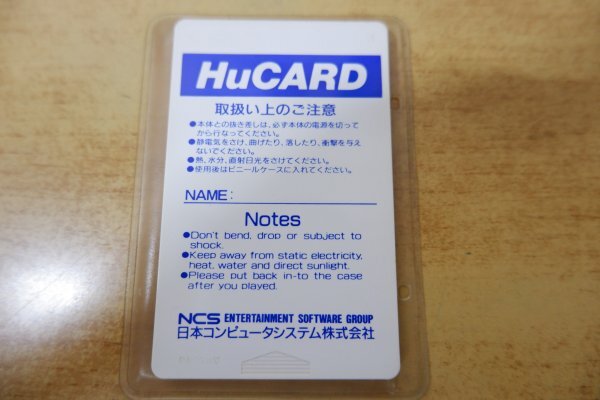 HuCARD
取扱い上のご注意
●本体との抜き差しは、必ず本体の電源を切って
から行なってください。
●静電気をさけ、曲げたり、落したり、衝撃を与え
ないでください。
●熱、水分、直射日光をさけてください。
●使用後はビニールケースに入れてください。
NAME:
Notes
●Don't bend, drop or subject to
shock.
●Keep away from static electricity,
heat, water and direct sunlight.
●Please put back in-to the case
after you played.
NCS ENTERTAINMENT SOFTWARE GROUP
日本コンピュータシステム株式会社